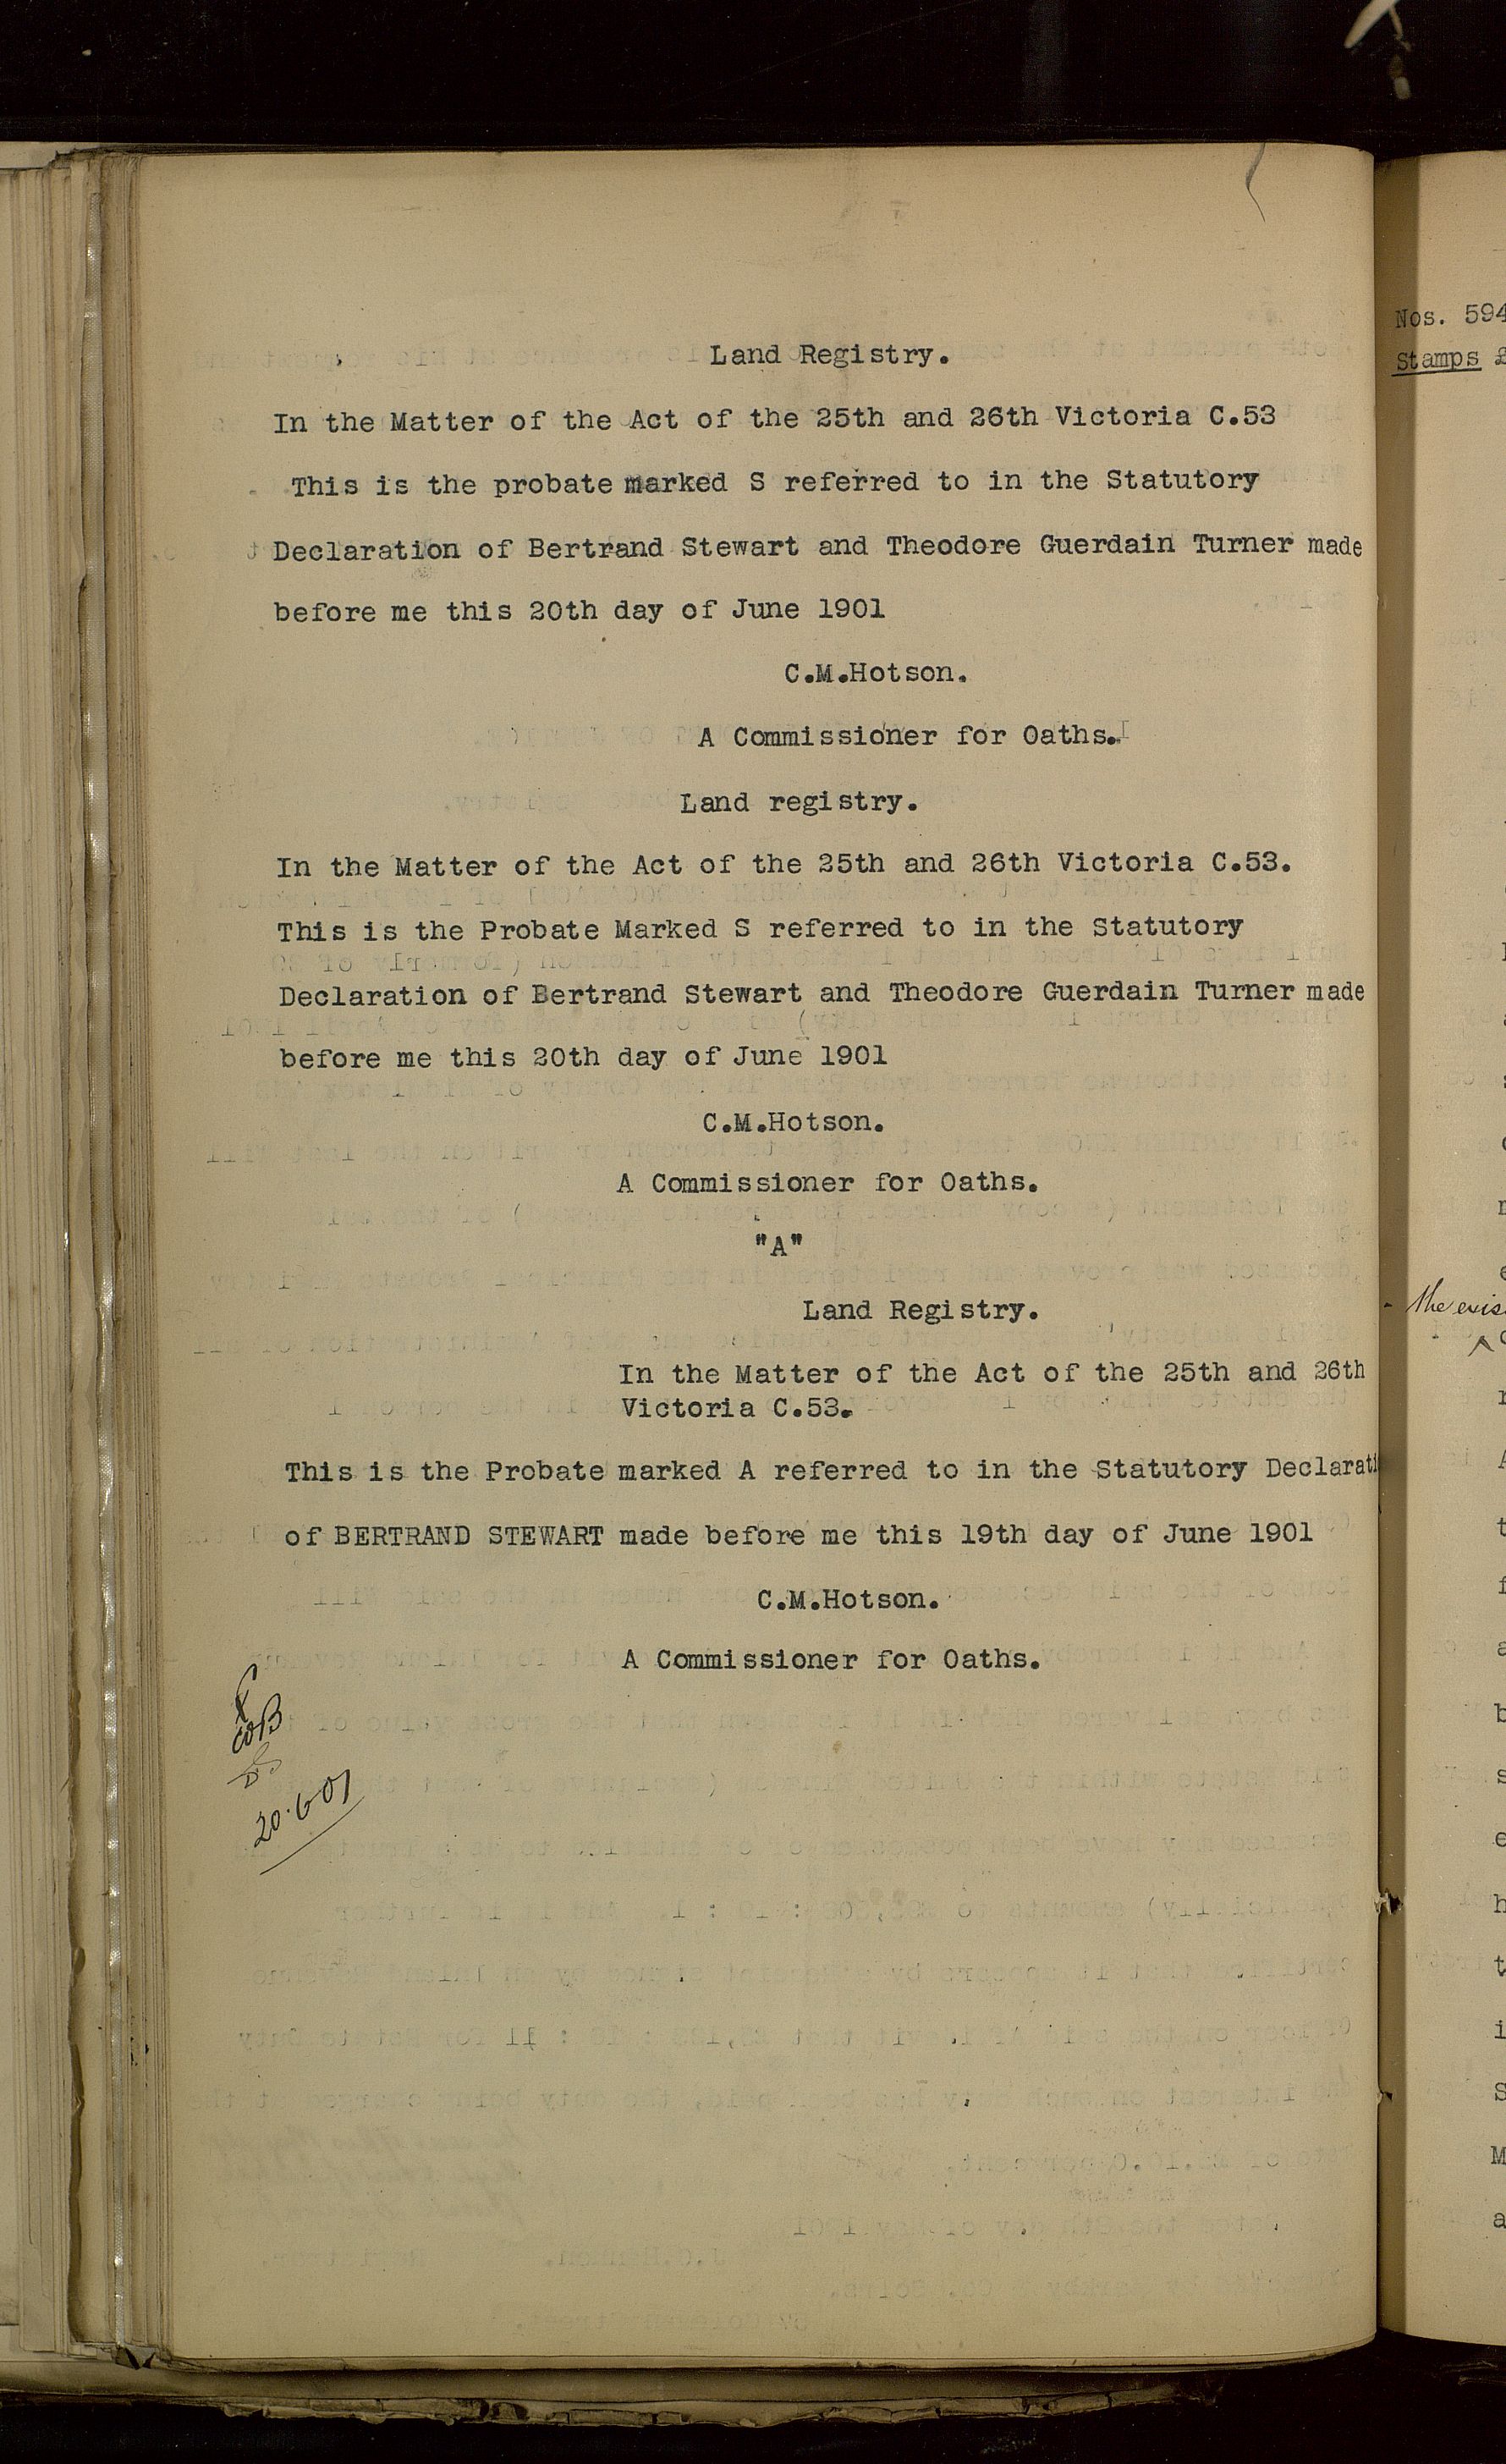 Land Registry.
In the Matter of the Act of the 25th and 26th Victoria C.53
This is the probate marked S referred to in the Statutory
Declaration of Bertrand Stewart and Theodore Guerdain Turner made
before me this 20th day of June 1901
C.M.Hotson.
A Commissioner for Oaths.
Land registry.
In the Matter of the Act of the 25th and 26th Victoria C.53.
This is the Probate Marked S referred to in the Statutory
Declaration of Bertrand Stewart and Theodore Guerdain Turner made
before me this 20th day of June 1901
C.M.Hotson.
A Commissioner for Oaths.
"A"
Land Registry.
In the Matter of the Act of the 25th and 26th
Victoria C.53.
This is the Probate marked A referred to in the Statutory Declarati
of BERTRAND STEWART made before me this 19th day of June 1901
C.M.Hotson.
A Commissioner for Oaths.
20.6.01
Nos. 594
Stamps £